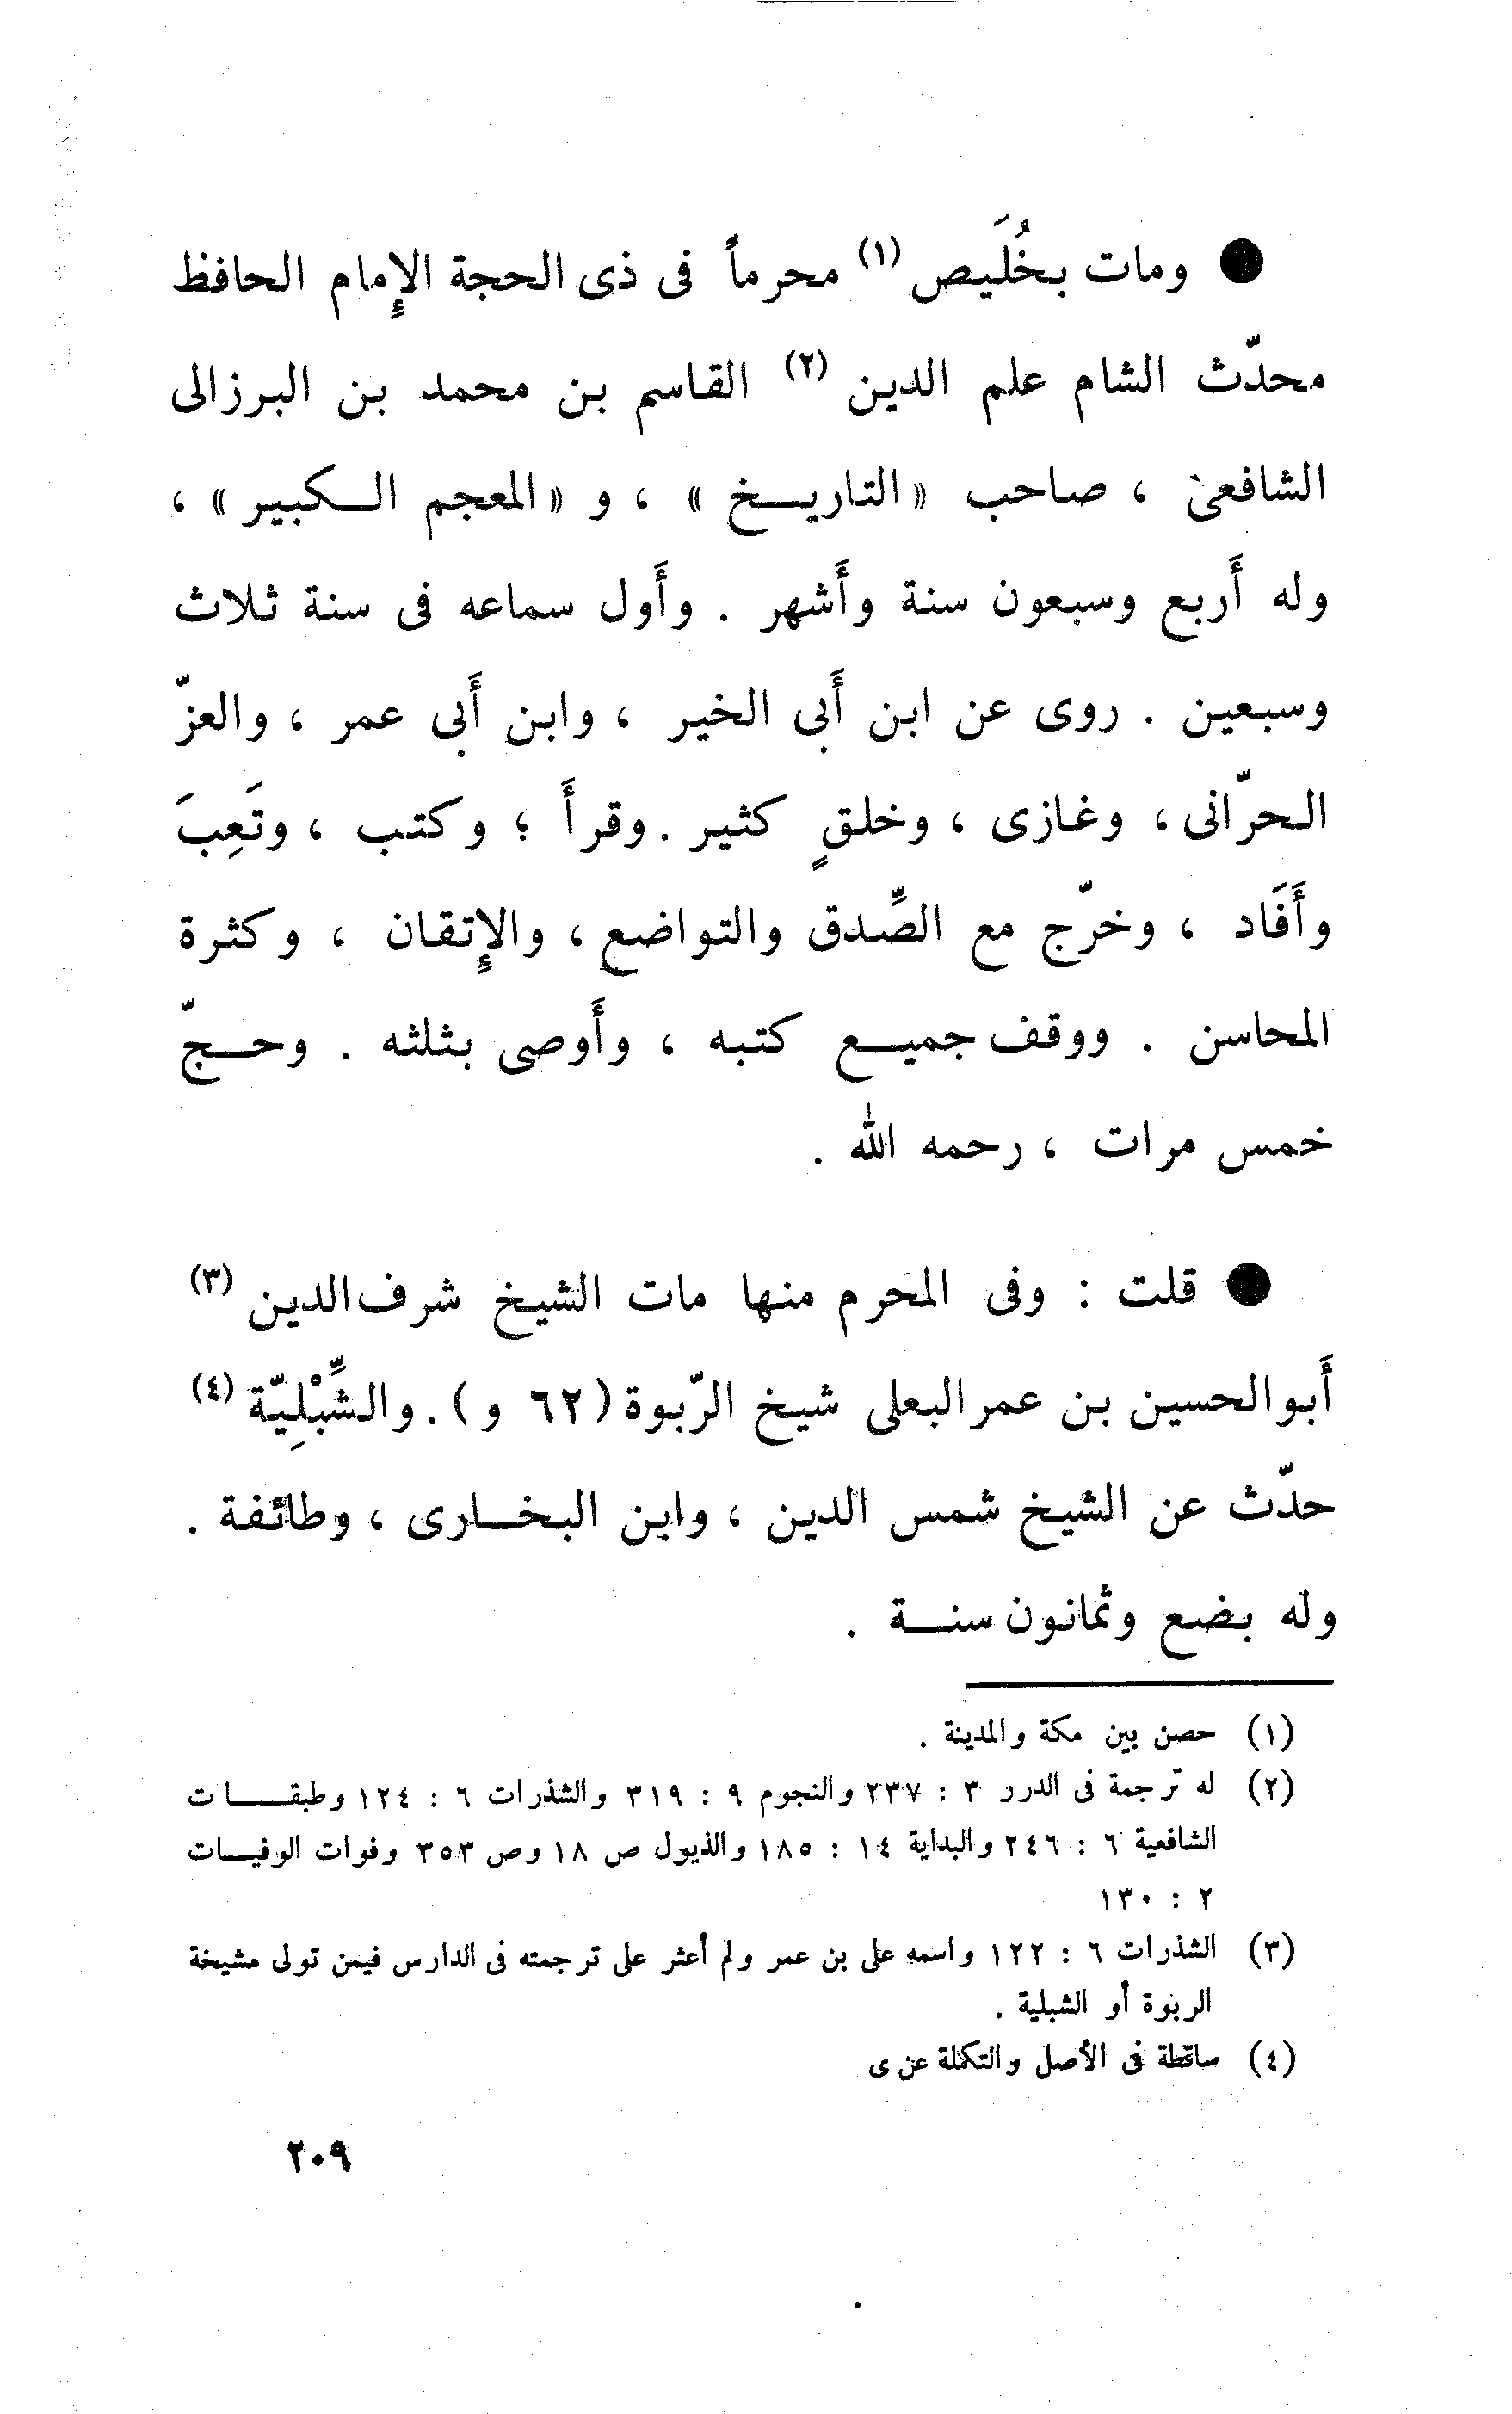 ● ومات بخُلَيص (١) محرماً فى ذى الحجة الإِمام الحافظ
محدّث الشام علم الدين (٢) القاسم بن محمد بن البرزالى
الشافعى ، صاحب « التاريخ » ، و « المعجم الكبير » ،
وله أَربع وسبعون سنة وأَشهر . وأَول سماعه فى سنة ثلاث
وسبعين . روى عن ابن أَبى الخير ، وابن أَبى عمر ، والعزّ
الحرّانى ، وغازى ، وخلقٍ كثير . وقرأَ ؛ وكتب ، وتَعِبَ
وأَفَاد ، وخرّج مع الصِّدق والتواضع ، والإِتقان ، وكثرة
المحاسن . ووقف جميع كتبه ، وأَوصى بثلثه . وحجّ
خمس مرات ، رحمه الله .
● قلت : وفى المحرم منها مات الشيخ شرف الدين (٣)
أَبو الحسين بن عمر البعلى شيخ الرّبوة (٦٢ و) . والشِّبْلِيّة (٤)
حدّث عن الشيخ شمس الدين ، وابن البخارى ، وطائفة .
وله بضع وثمانون سنة .
(١) حصن بين مكة والمدينة .
(٢) له ترجمة فى الدرر ٣ : ٢٣٧ والنجوم ٩ : ٣١٩ والشذرات ٦ : ١٢٤ وطبقات
الشافعية ٦ : ٢٤٦ والبداية ١٤ : ١٨٥ والذيول ص ١٨ وص ٣٥٣ وفوات الوفيات
٢ : ١٣٠
(٣) الشذرات ٦ : ١٢٢ واسمه على بن عمر ولم أعثر على ترجمته فى الدارس فيمن تولى مشيخة
الربوة أو الشبلية .
(٤) ساقطة فى الأصل والتكملة عن ى
٢٠٩